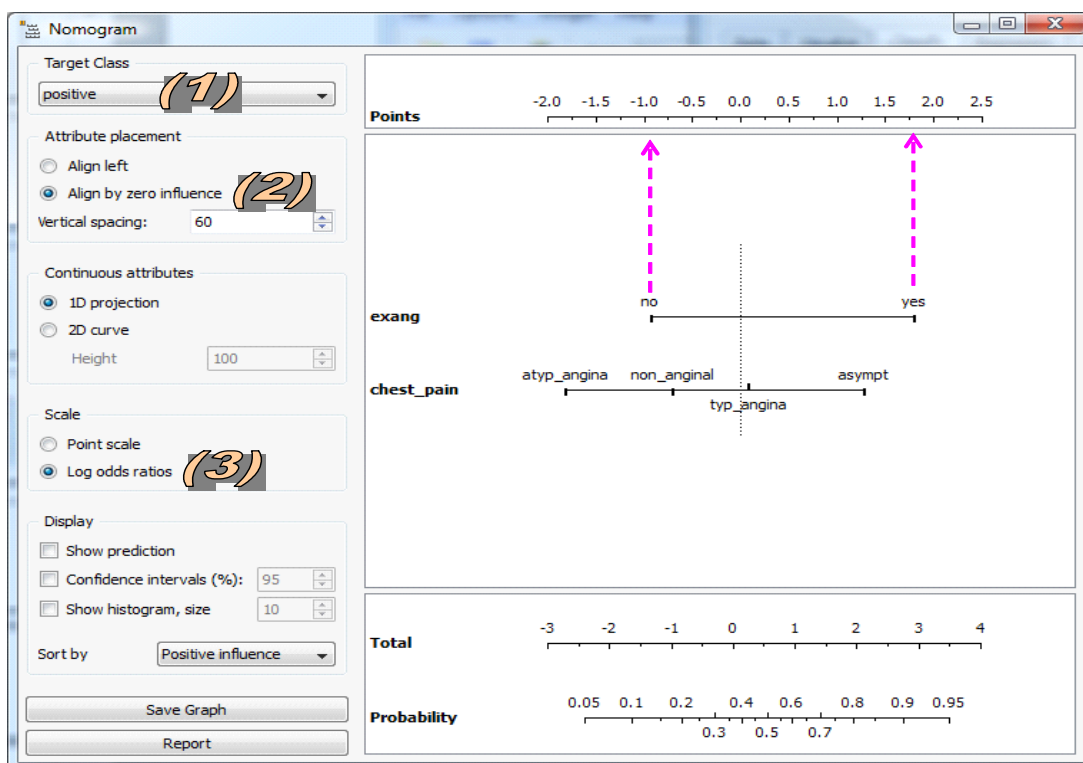 Nomogram
Target Class
positive
(1)
Attribute placement
Align left
Align by zero influence
(2)
Vertical spacing: 60
Continuous attributes
1D projection
2D curve
Height 100
Scale
Point scale
Log odds ratios
(3)
Display
Show prediction
Confidence intervals (%): 95
Show histogram, size 10
Sort by Positive influence
Save Graph
Report
-2.0 -1.5 -1.0 -0.5 0.0 0.5 1.0 1.5 2.0 2.5
Points
no yes
exang
atyp_angina non_anginal asympt
chest_pain
typ_angina
-3 -2 -1 0 1 2 3 4
Total
0.05 0.1 0.2 0.4 0.6 0.8 0.9 0.95
Probability
0.3 0.5 0.7